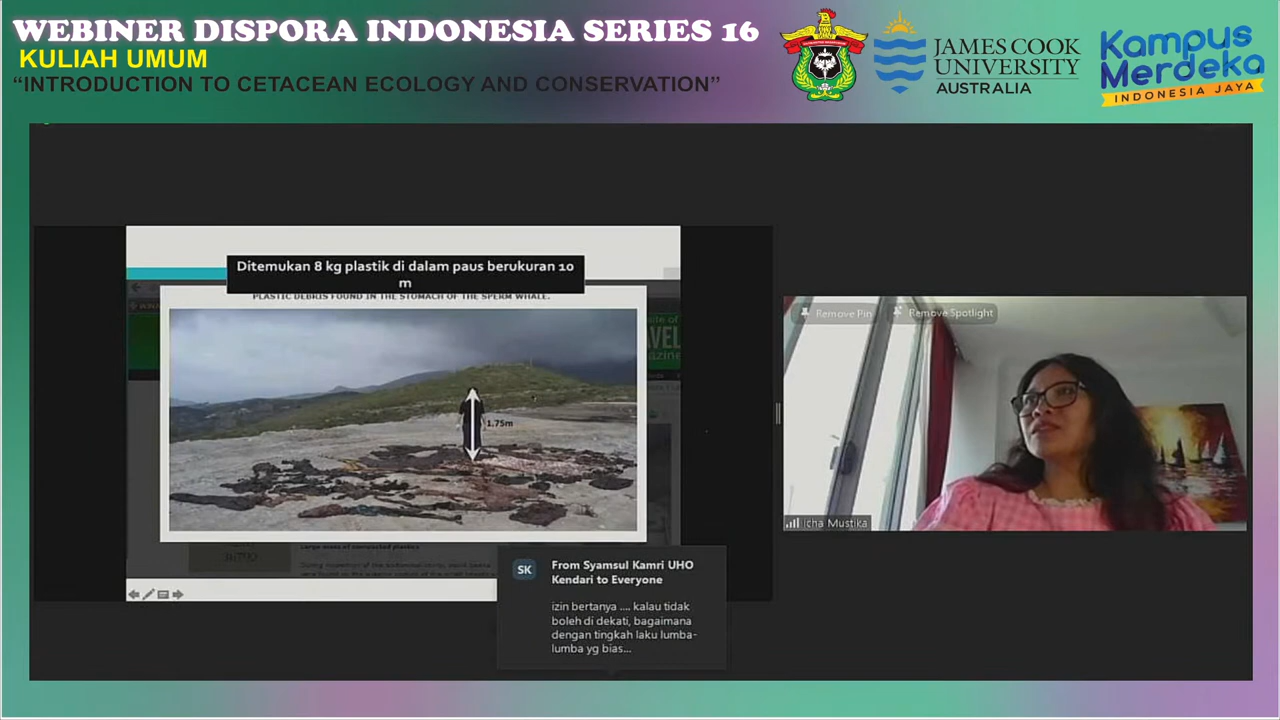 WEBINER DISPORA INDONESIA SERIES 16
KULIAH UMUM
“INTRODUCTION TO CETACEAN ECOLOGY AND CONSERVATION”
JAMES COOK
UNIVERSITY
AUSTRALIA
Kampus
Merdeka
INDONESIA JAYA
Ditemukan 8 kg plastik di dalam paus berukuran 10
m
PLASTIC DEBRIS FOUND IN THE STOMACH OF THE SPERM WHALE.
1.75m
Large mass of compacted plastics
Remove Pin
Remove Spotlight
Icha Mustika
SK
From Syamsul Kamri UHO
Kendari to Everyone
izin bertanya .... kalau tidak
boleh di dekati, bagaimana
dengan tingkah laku lumba-
lumba yg bias...